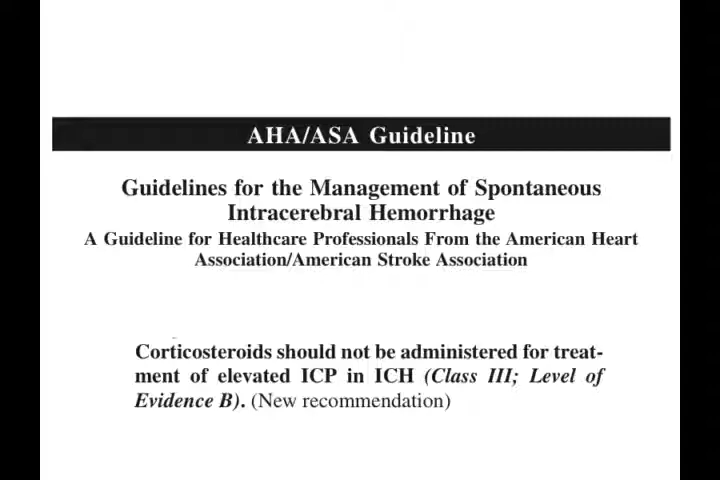 AHA/ASA Guideline
Guidelines for the Management of Spontaneous
Intracerebral Hemorrhage
A Guideline for Healthcare Professionals From the American Heart
Association/American Stroke Association
Corticosteroids should not be administered for treat-
ment of elevated ICP in ICH (Class III; Level of
Evidence B). (New recommendation)